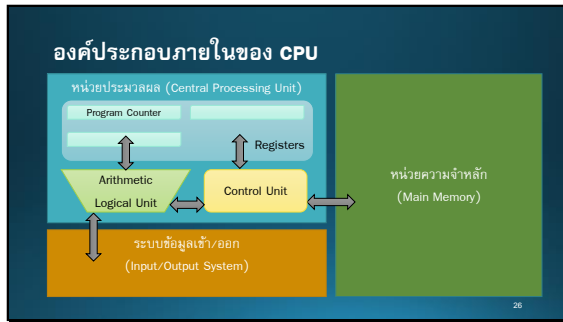 องค์ประกอบภายในของ CPU
หน่วยประมวลผล (Central Processing Unit)
Program Counter
Registers
Arithmetic
Logical Unit
Control Unit
หน่วยความจำหลัก
(Main Memory)
ระบบข้อมูลเข้า/ออก
(Input/Output System)
26